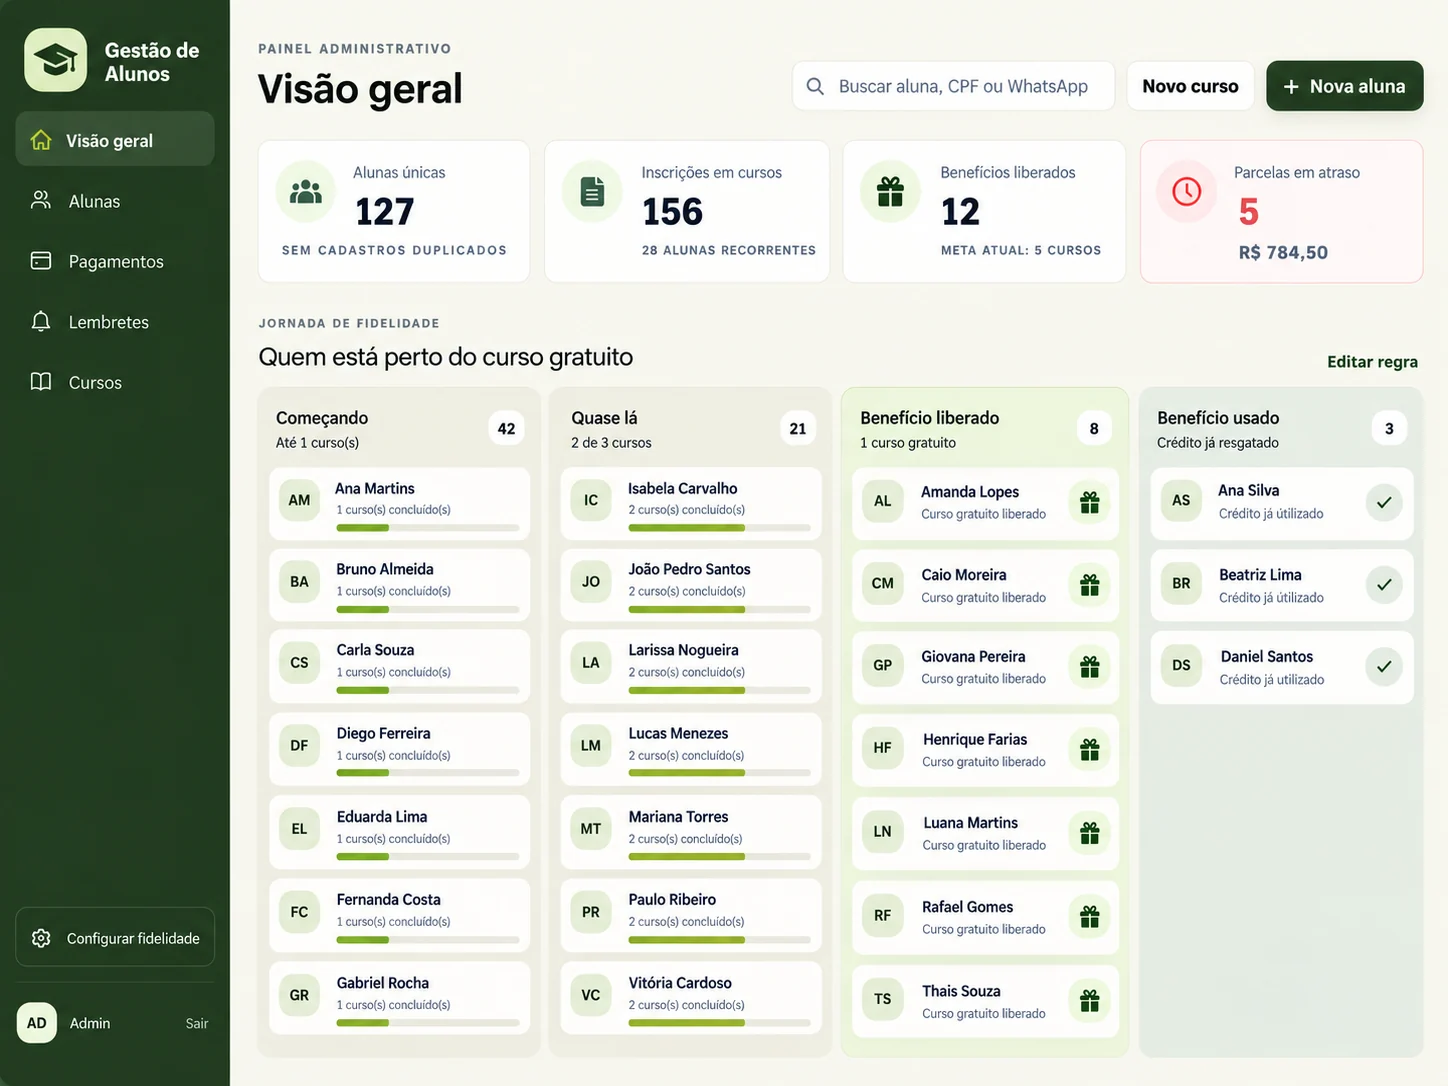 Gestão de
Alunos
Visão geral
Alunas
Pagamentos
Lembretes
Cursos
Configurar fidelidade
AD
Admin
Sair
PAINEL ADMINISTRATIVO
Visão geral
Buscar aluna, CPF ou WhatsApp
Novo curso
+ Nova aluna
Alunas únicas
127
SEM CADASTROS DUPLICADOS
Inscrições em cursos
156
28 ALUNAS RECORRENTES
Benefícios liberados
12
META ATUAL: 5 CURSOS
Parcelas em atraso
5
R$ 784,50
JORNADA DE FIDELIDADE
Quem está perto do curso gratuito
Editar regra
Começando
Até 1 curso(s)
42
AM
Ana Martins
1 curso(s) concluído(s)
BA
Bruno Almeida
1 curso(s) concluído(s)
CS
Carla Souza
1 curso(s) concluído(s)
DF
Diego Ferreira
1 curso(s) concluído(s)
EL
Eduarda Lima
1 curso(s) concluído(s)
FC
Fernanda Costa
1 curso(s) concluído(s)
GR
Gabriel Rocha
1 curso(s) concluído(s)
Quase lá
2 de 3 cursos
21
IC
Isabela Carvalho
2 curso(s) concluído(s)
JO
João Pedro Santos
2 curso(s) concluído(s)
LA
Larissa Nogueira
2 curso(s) concluído(s)
LM
Lucas Menezes
2 curso(s) concluído(s)
MT
Mariana Torres
2 curso(s) concluído(s)
PR
Paulo Ribeiro
2 curso(s) concluído(s)
VC
Vitória Cardoso
2 curso(s) concluído(s)
Benefício liberado
1 curso gratuito
8
AL
Amanda Lopes
Curso gratuito liberado
CM
Caio Moreira
Curso gratuito liberado
GP
Giovana Pereira
Curso gratuito liberado
HF
Henrique Farias
Curso gratuito liberado
LN
Luana Martins
Curso gratuito liberado
RF
Rafael Gomes
Curso gratuito liberado
TS
Thais Souza
Curso gratuito liberado
Benefício usado
Crédito já resgatado
3
AS
Ana Silva
Crédito já útilizado
BR
Beatriz Lima
Crédito já útilizado
DS
Daniel Santos
Crédito já utilizado